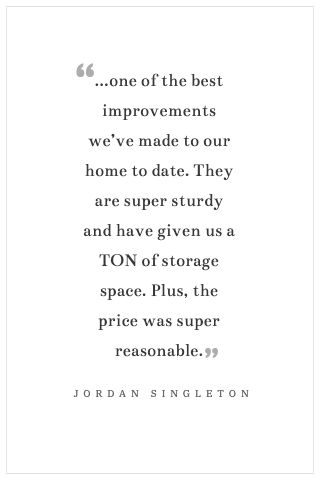 “...one of the best
improvements
we’ve made to our
home to date. They
are super sturdy
and have given us a
TON of storage
space. Plus, the
price was super
reasonable.”
JORDAN SINGLETON